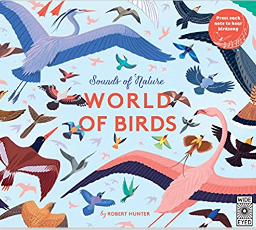 Press each
note to hear
birdsong
Sounds of Nature
WORLD
OF BIRDS
by ROBERT HUNTER
WIDE
EYED